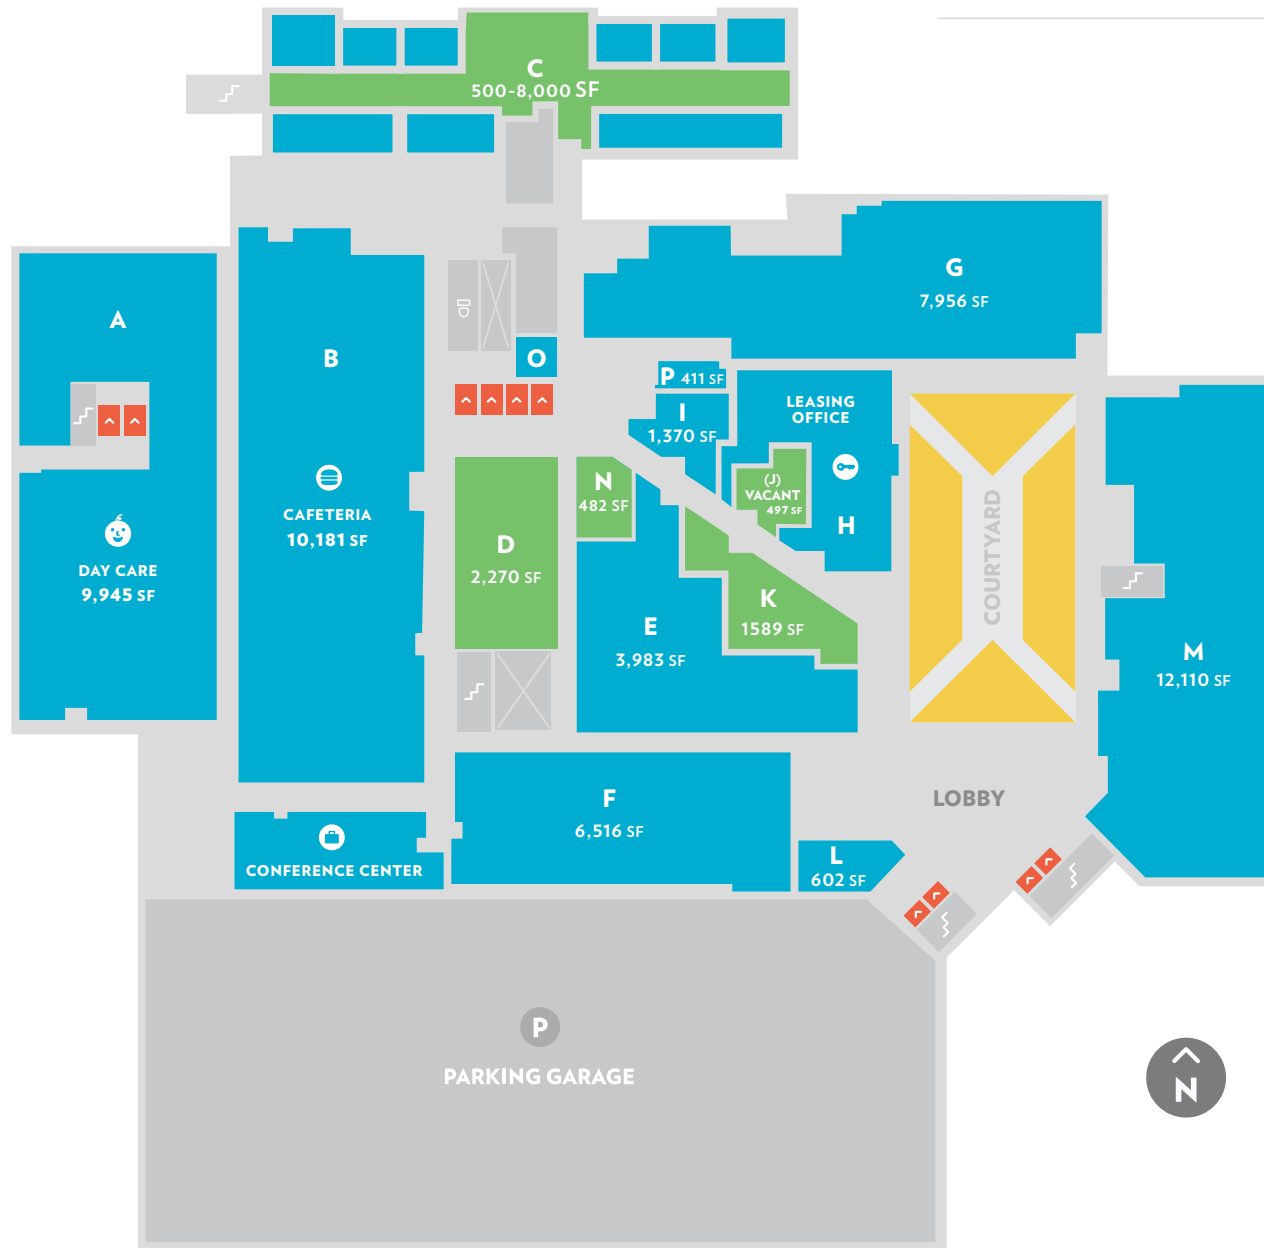 C
500-8,000 SF
A
B
G
7,956 SF
O
P 411 SF
I
1,370 SF
LEASING
OFFICE
(J)
VACANT
497 SF
H
N
482 SF
CAFETERIA
10,181 SF
DAY CARE
9,945 SF
D
2,270 SF
COURTYARD
K
1589 SF
E
3,983 SF
M
12,110 SF
F
6,516 SF
LOBBY
L
602 SF
CONFERENCE CENTER
P
PARKING GARAGE
N